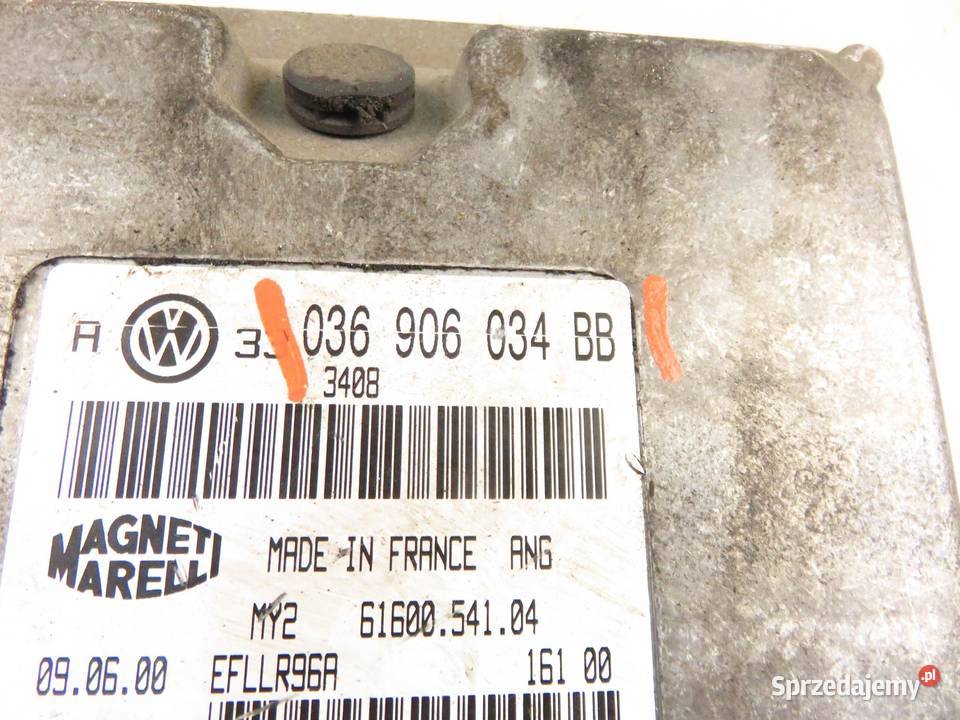 A VW 036 906 034 BB
3408
MAGNETI
MARELLI
MADE IN FRANCE ANG
MY2 61600.541.04
09.06.00 EFLLR96A 161 00
Sprzedajemy.pl